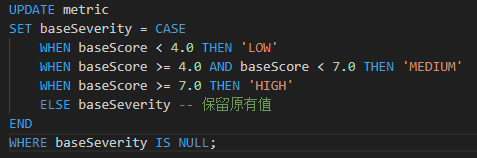 UPDATE metric
SET baseSeverity = CASE
    WHEN baseScore < 4.0 THEN 'LOW'
    WHEN baseScore >= 4.0 AND baseScore < 7.0 THEN 'MEDIUM'
    WHEN baseScore >= 7.0 THEN 'HIGH'
    ELSE baseSeverity -- 保留原有值
END
WHERE baseSeverity IS NULL;